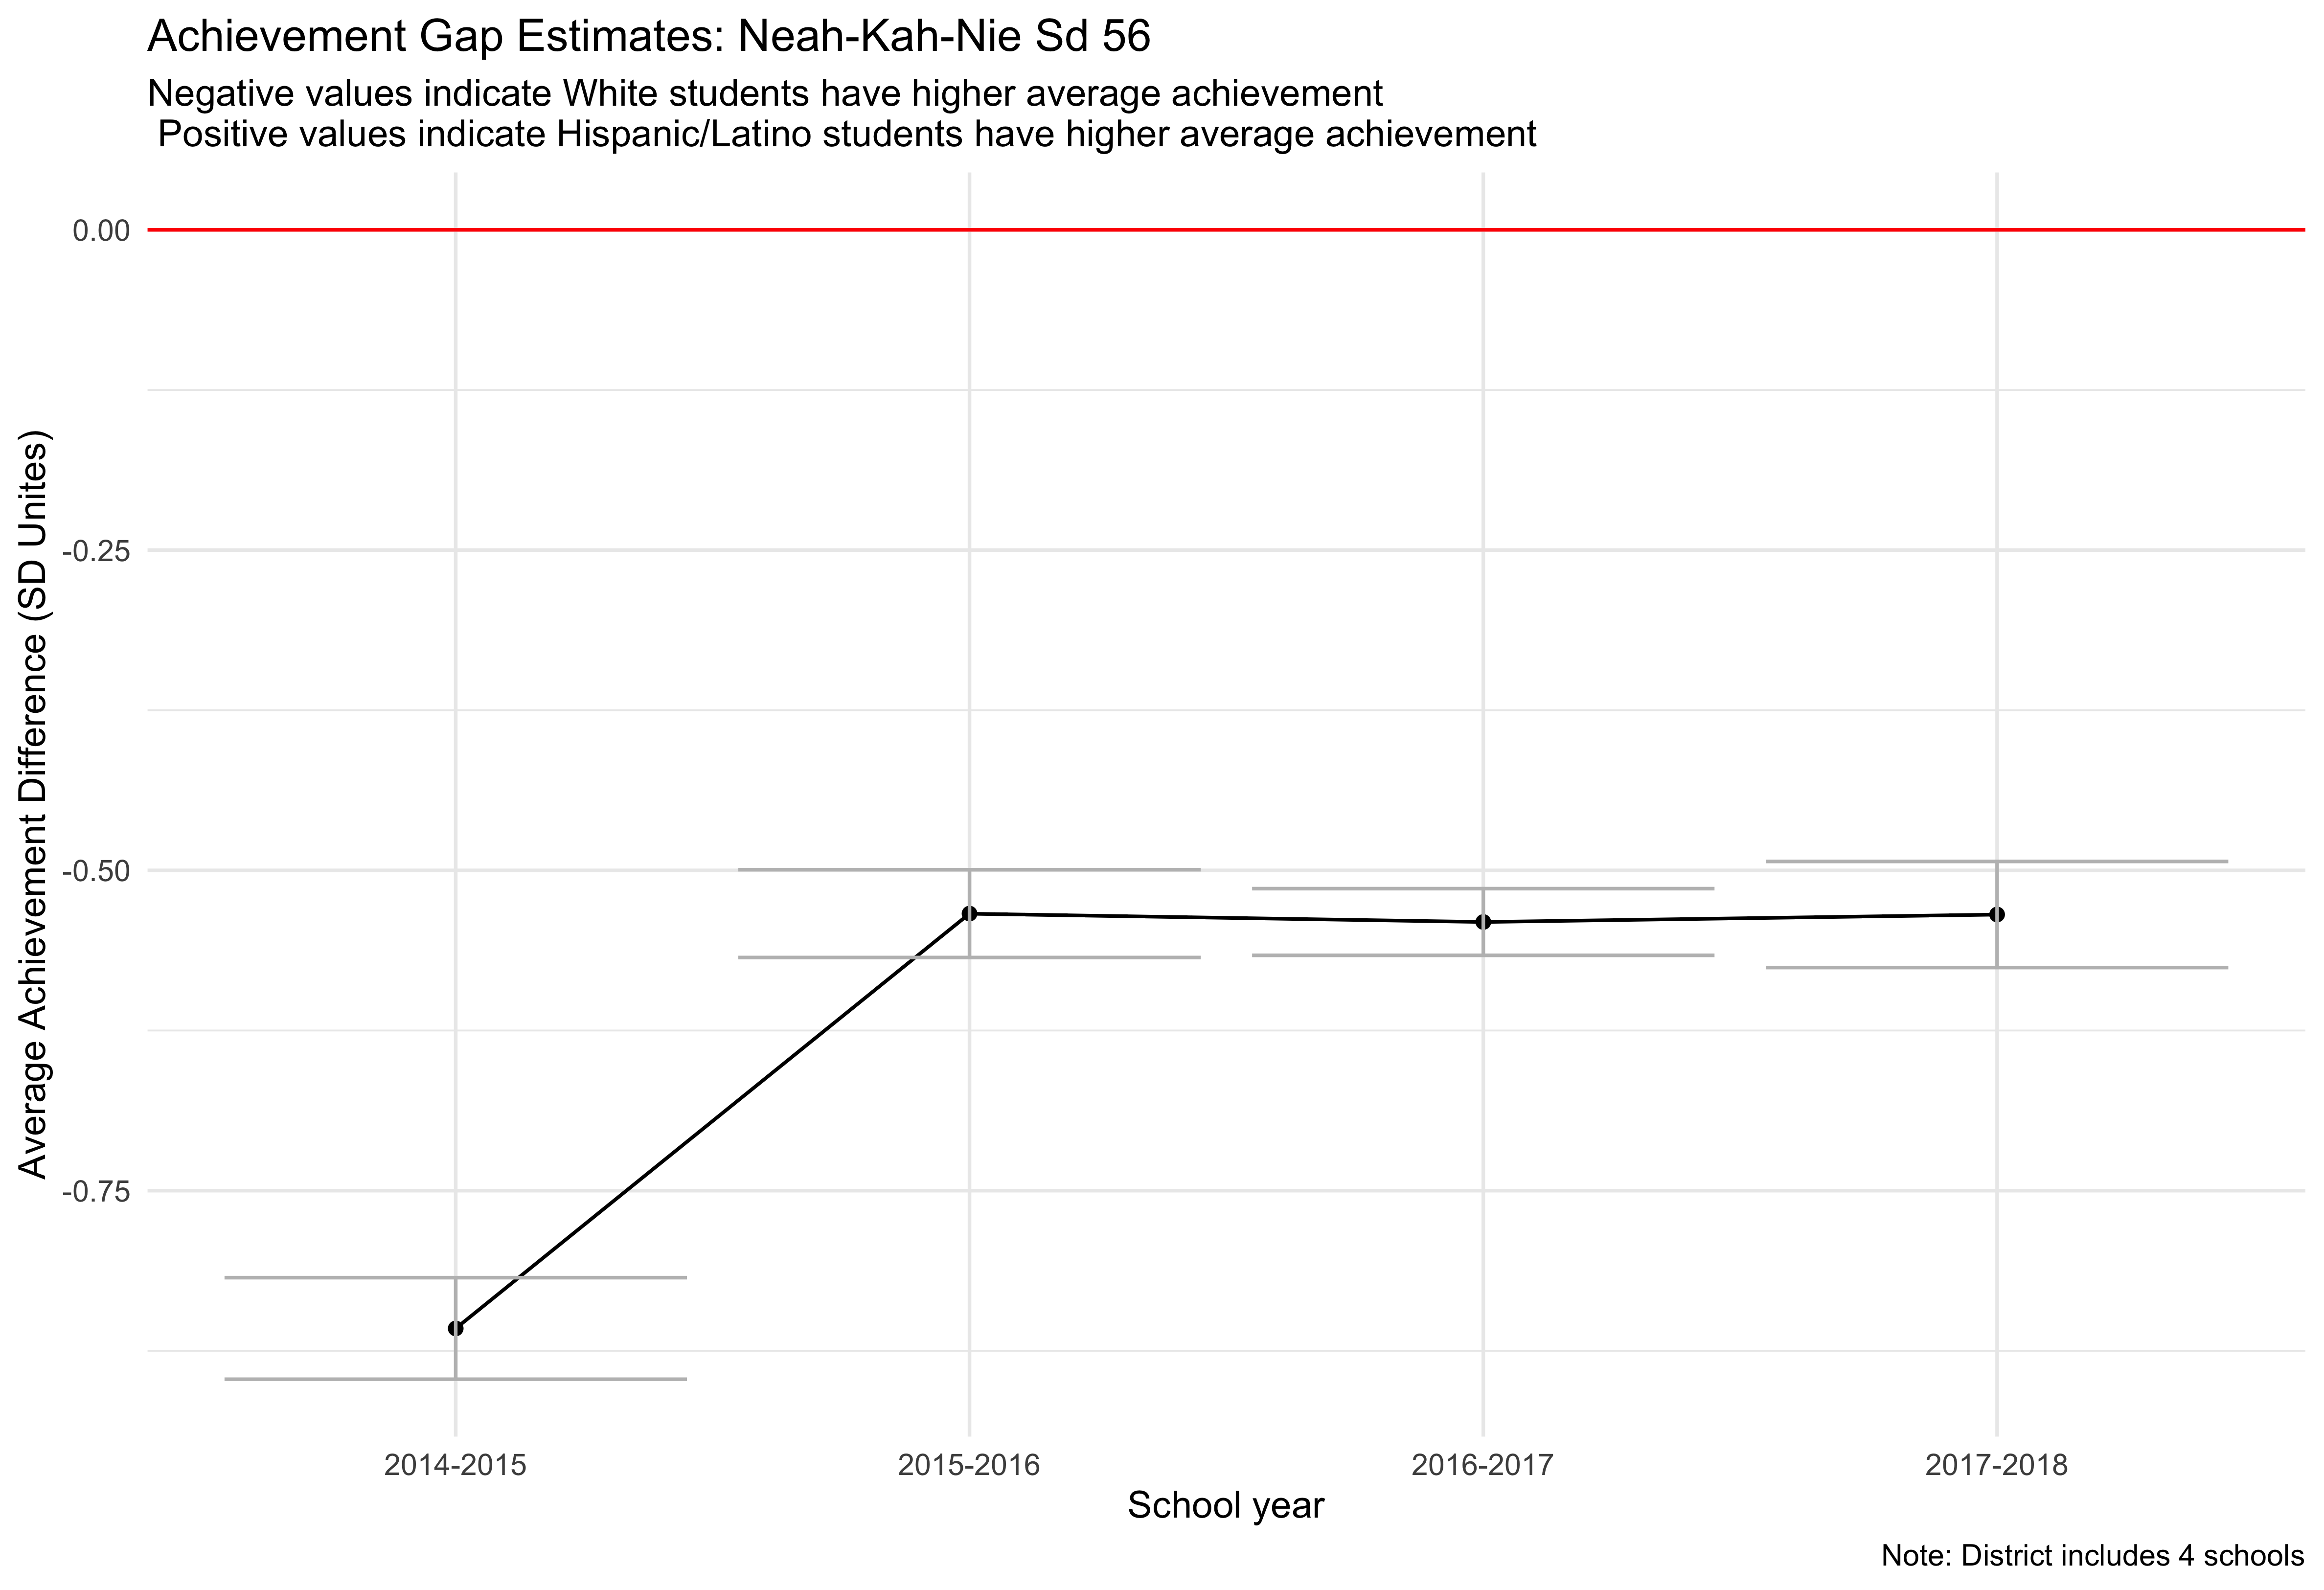 Achievement Gap Estimates: Neah-Kah-Nie Sd 56
Negative values indicate White students have higher average achievement
Positive values indicate Hispanic/Latino students have higher average achievement
Average Achievement Difference (SD Unites)
0.00
-0.25
-0.50
-0.75
2014-2015
2015-2016
2016-2017
2017-2018
School year
Note: District includes 4 schools